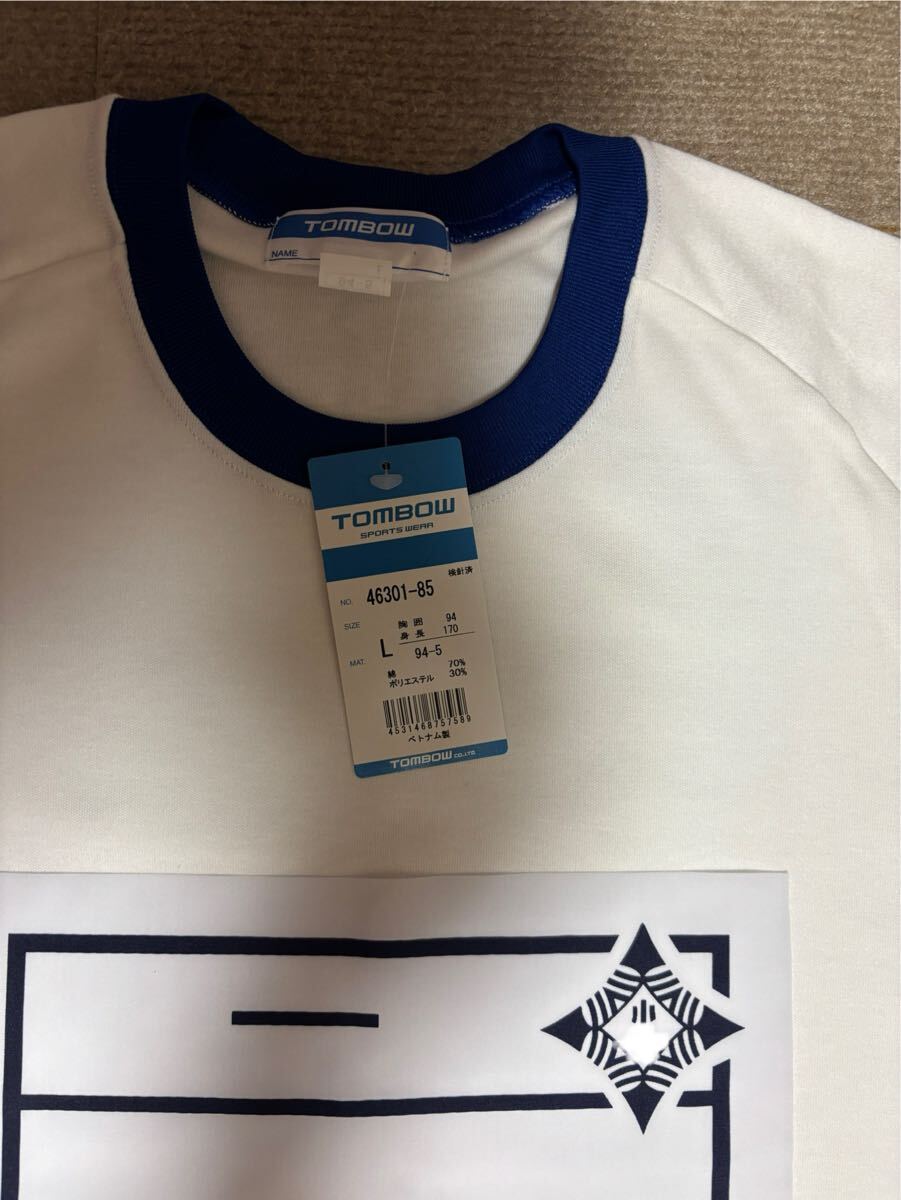 TOMBOW
NAME
TOMBOW
SPORTS WEAR
検針済
NO. 46301-85
SIZE 胸囲 94
身長 170
L 94-5
MAT. 綿 70%
ポリエステル 30%
4531468757589
ベトナム製
TOMBOW CO.,LTD.
一
小